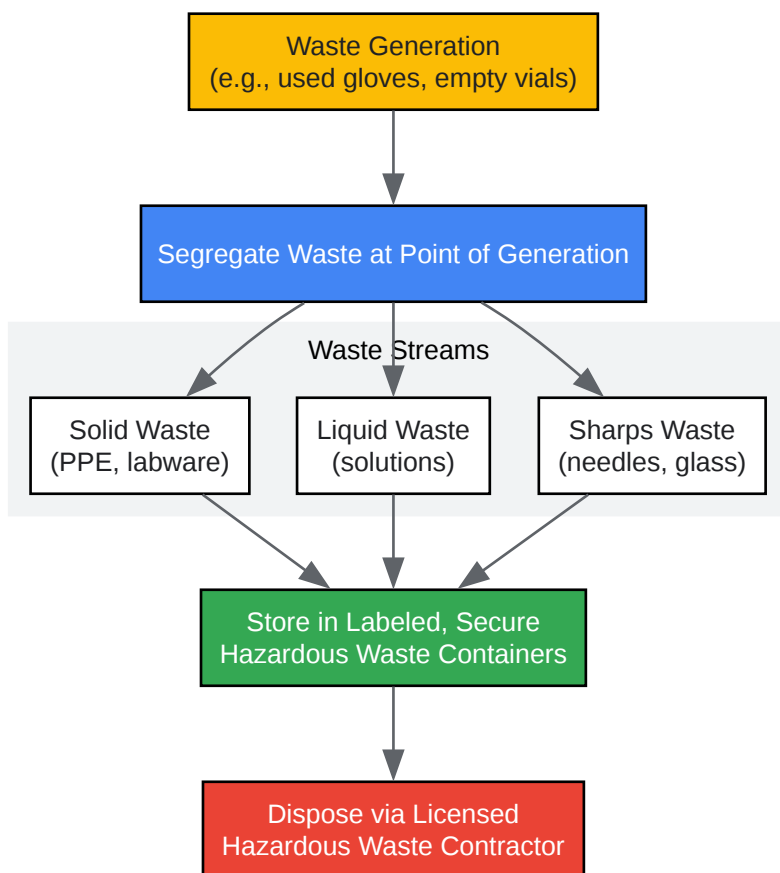 Waste Generation
(e.g., used gloves, empty vials)
Segregate Waste at Point of Generation
Waste Streams
Solid Waste
(PPE, labware)
Liquid Waste
(solutions)
Sharps Waste
(needles, glass)
Store in Labeled, Secure
Hazardous Waste Containers
Dispose via Licensed
Hazardous Waste Contractor